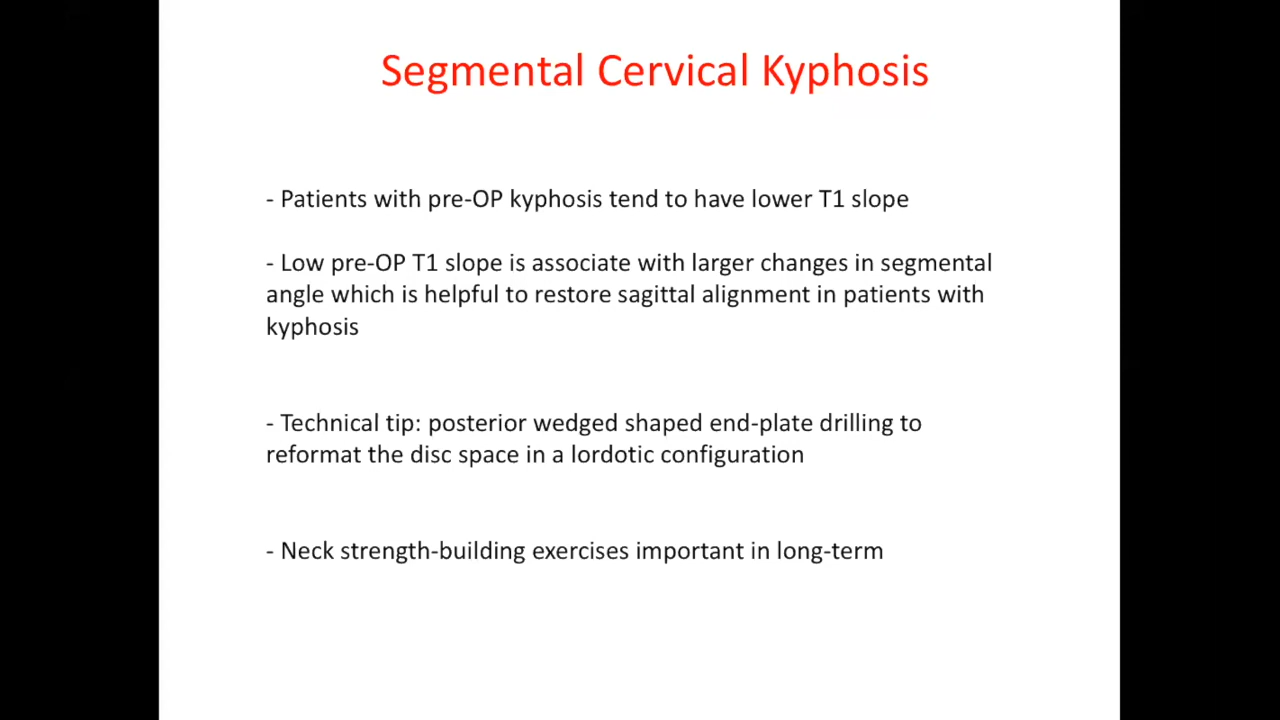 Segmental Cervical Kyphosis
- Patients with pre-OP kyphosis tend to have lower T1 slope
- Low pre-OP T1 slope is associate with larger changes in segmental
angle which is helpful to restore sagittal alignment in patients with
kyphosis
- Technical tip: posterior wedged shaped end-plate drilling to
reformat the disc space in a lordotic configuration
- Neck strength-building exercises important in long-term